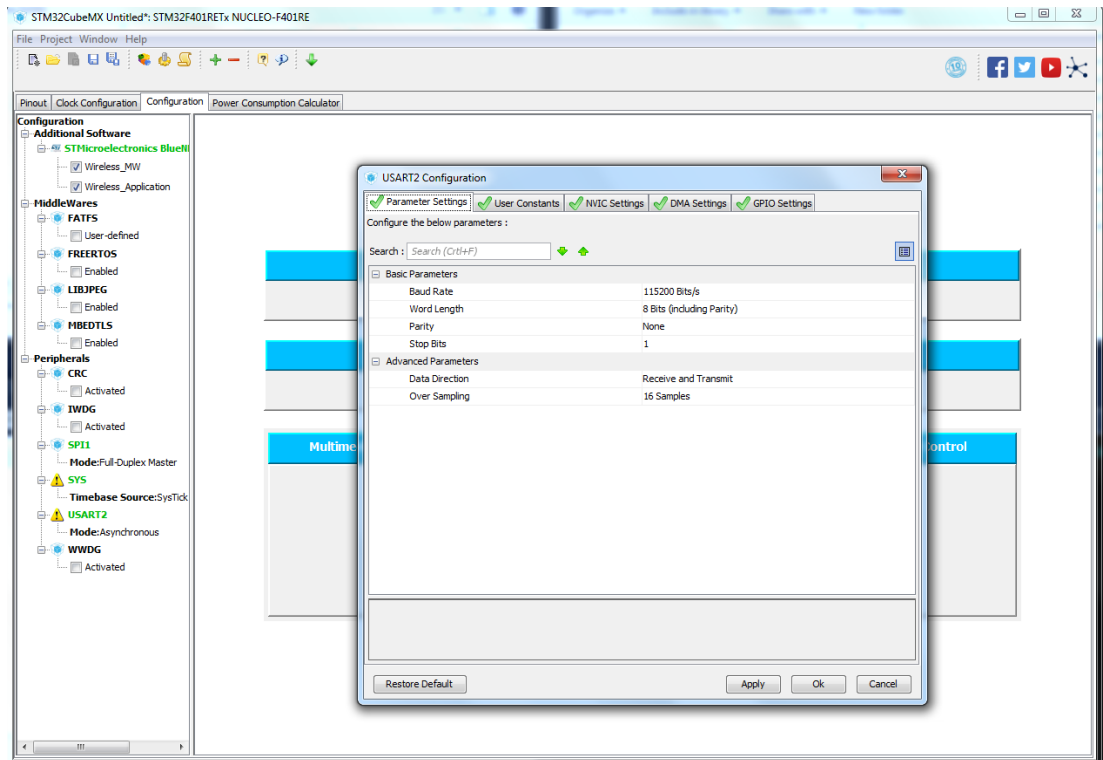 STM32CubeMX Untitled*: STM32F401RETx NUCLEO-F401RE
File Project Window Help
Pinout Clock Configuration Configuration Power Consumption Calculator
Configuration
Additional Software
STMicroelectronics BlueN
Wireless_MW
Wireless_Application
MiddleWares
FATFS
User-defined
FREERTOS
Enabled
LIBJPEG
Enabled
MBEDTLS
Enabled
Peripherals
CRC
Activated
IWDG
Activated
SPI1
Mode:Full-Duplex Master
SYS
Timebase Source:SysTick
USART2
Mode:Asynchronous
WWDG
Activated
Multime
ontrol
USART2 Configuration
Parameter Settings User Constants NVIC Settings DMA Settings GPIO Settings
Configure the below parameters :
Search : Search (Crtl+F)
Basic Parameters
Baud Rate 115200 Bits/s
Word Length 8 Bits (including Parity)
Parity None
Stop Bits 1
Advanced Parameters
Data Direction Receive and Transmit
Over Sampling 16 Samples
Restore Default Apply Ok Cancel